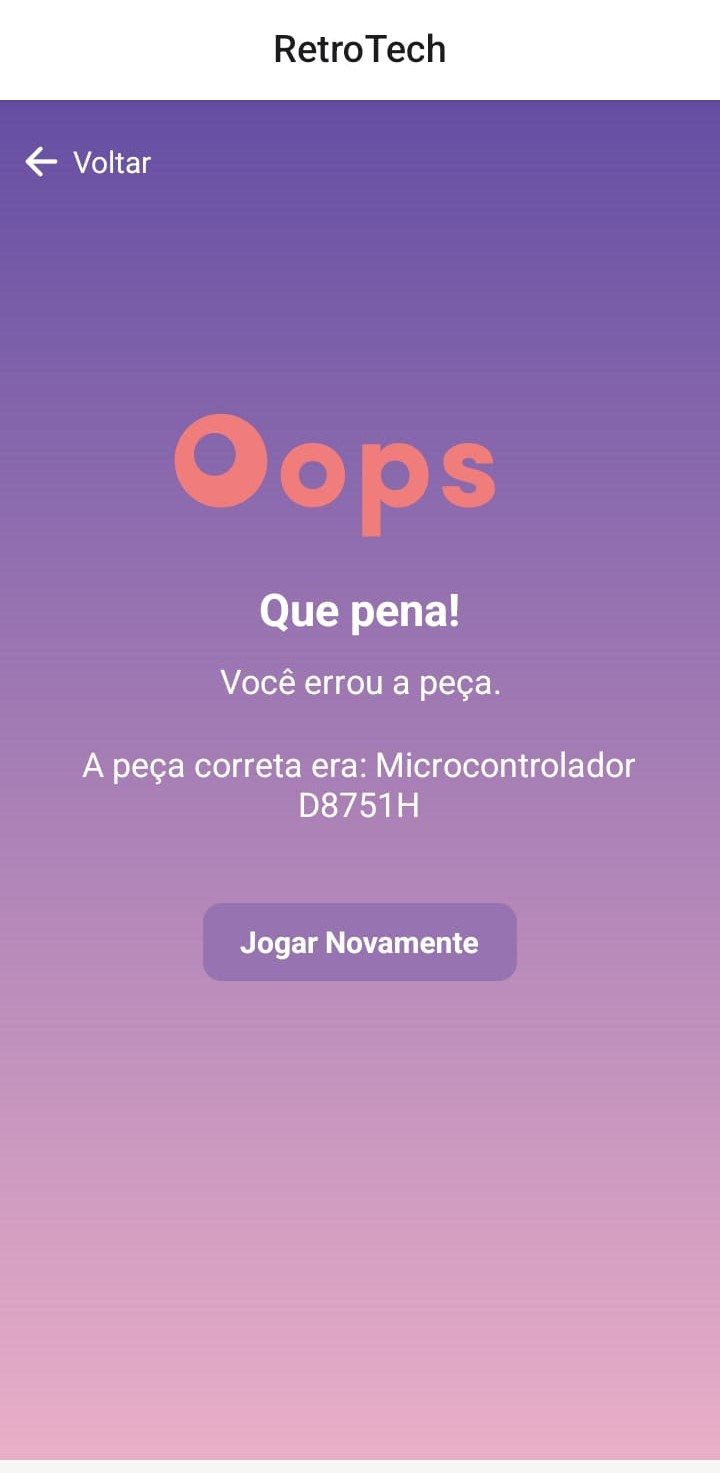 RetroTech
Voltar
Oops
Que pena!
Você errou a peça.
A peça correta era: Microcontrolador
D8751H
Jogar Novamente